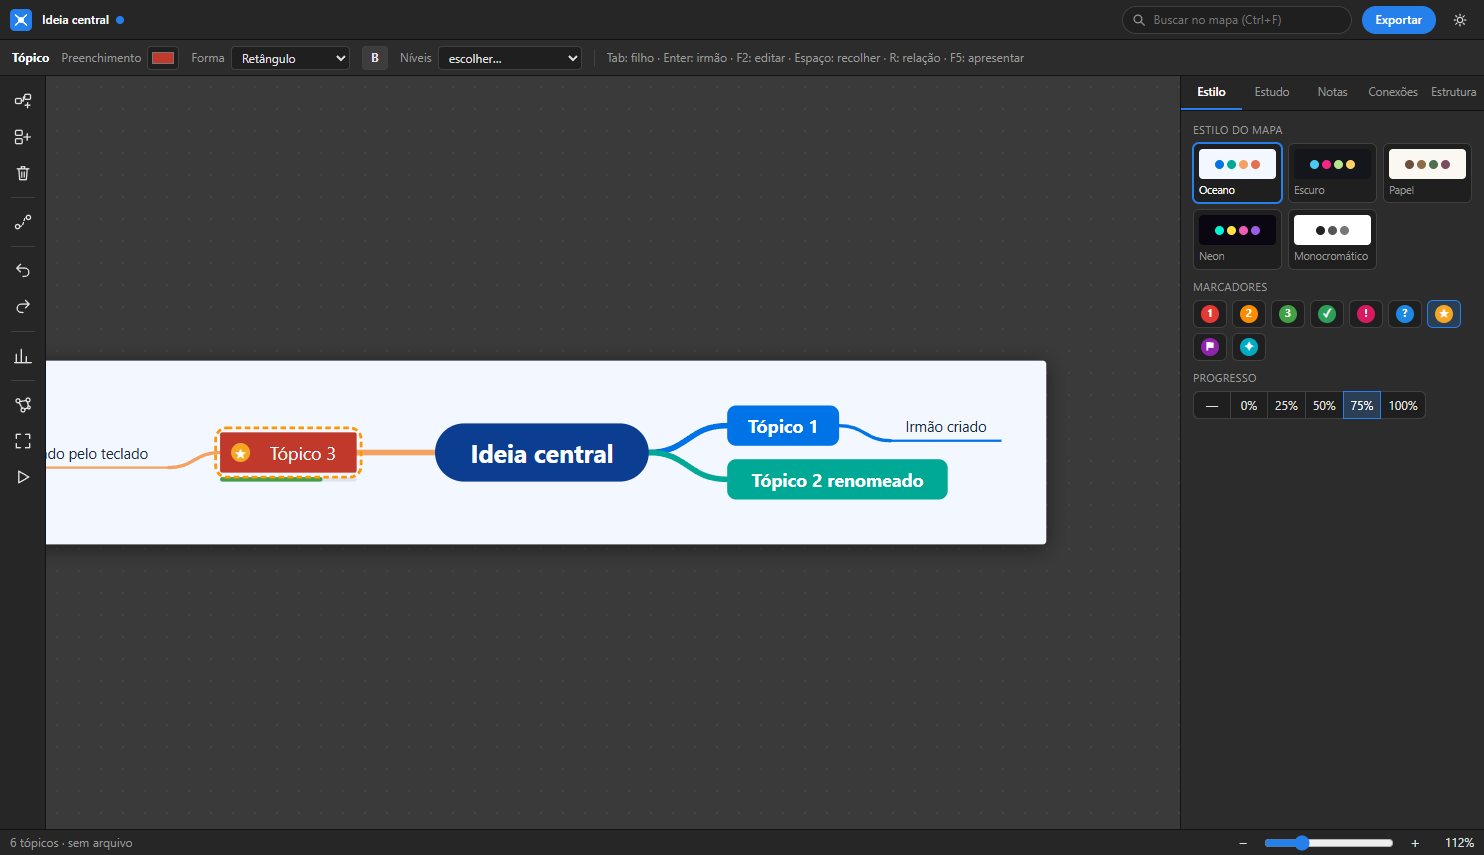 Ideia central
Buscar no mapa (Ctrl+F)
Exportar
Tópico
Preenchimento
Forma
Retângulo
B
Níveis
escolher...
Tab: filho · Enter: irmão · F2: editar · Espaço: recolher · R: relação · F5: apresentar
Estilo
Estudo
Notas
Conexões
Estrutura
ESTILO DO MAPA
Oceano
Escuro
Papel
Neon
Monocromático
MARCADORES
1
2
3
!
?
PROGRESSO
—
0%
25%
50%
75%
100%
do pelo teclado
Tópico 3
Ideia central
Tópico 1
Irmão criado
Tópico 2 renomeado
6 tópicos · sem arquivo
−
+
112%